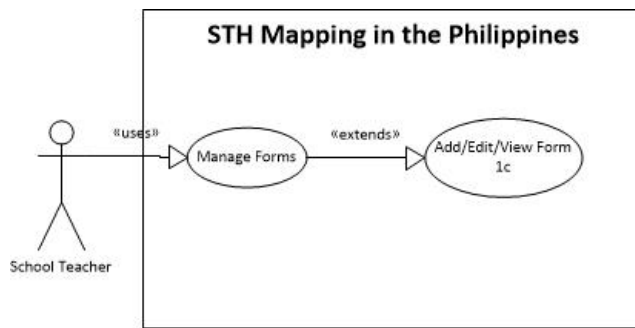 STH Mapping in the Philippines
«uses»
«extends»
Manage Forms
Add/Edit/View Form
1c
School Teacher